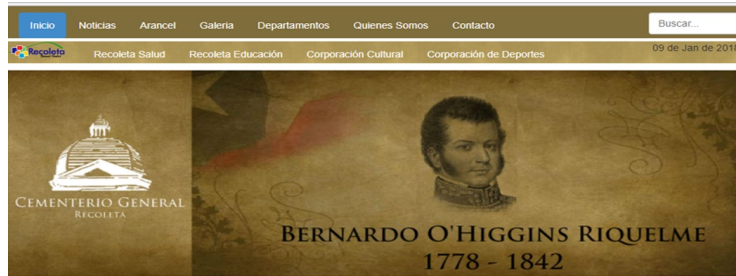 Inicio Noticias Arancel Galeria Departamentos Quienes Somos Contacto Buscar...
Recoleta Recoleta Salud Recoleta Educación Corporación Cultural Corporación de Deportes 09 de Jan de 2018
CEMENTERIO GENERAL
RECOLETA
BERNARDO O'HIGGINS RIQUELME
1778 - 1842